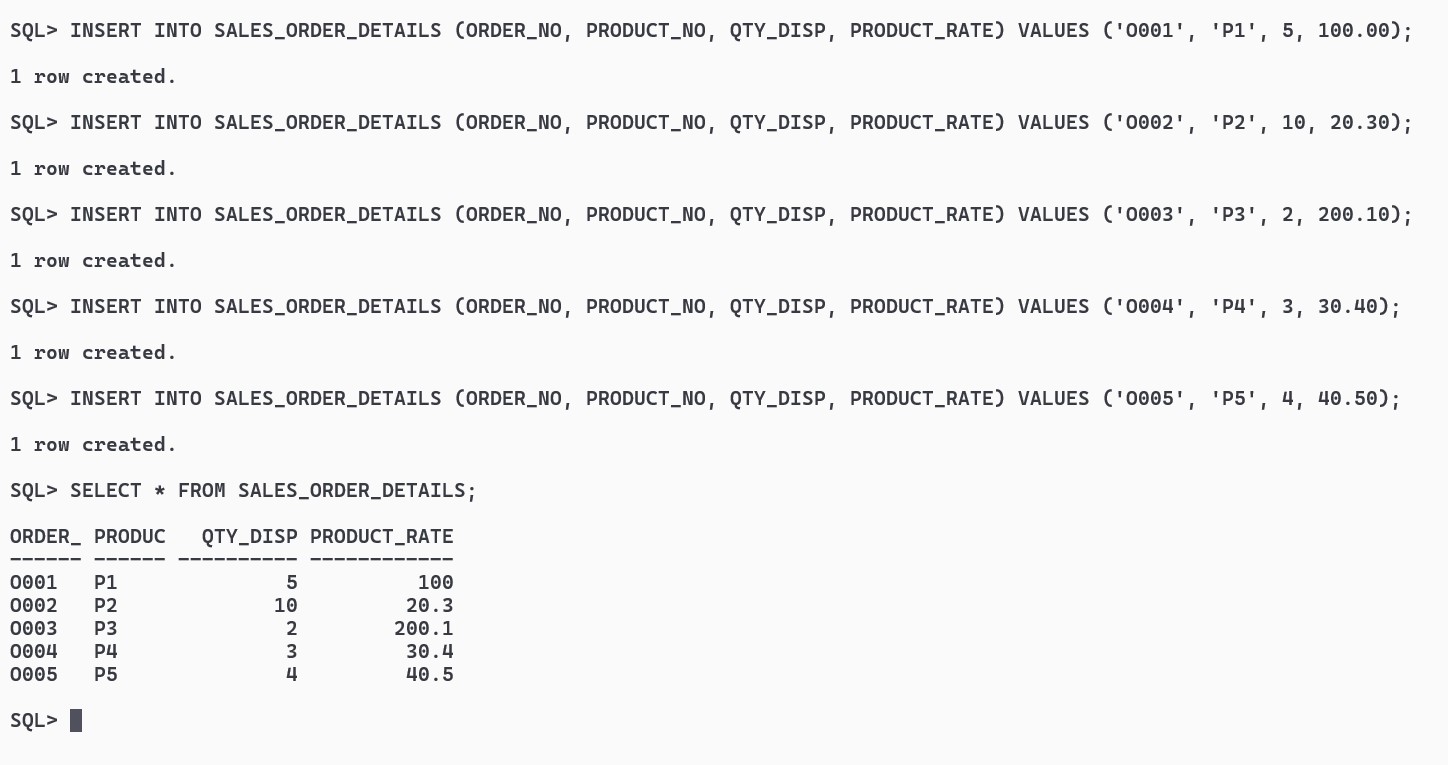 SQL> INSERT INTO SALES_ORDER_DETAILS (ORDER_NO, PRODUCT_NO, QTY_DISP, PRODUCT_RATE) VALUES ('O001', 'P1', 5, 100.00);
1 row created.
SQL> INSERT INTO SALES_ORDER_DETAILS (ORDER_NO, PRODUCT_NO, QTY_DISP, PRODUCT_RATE) VALUES ('O002', 'P2', 10, 20.30);
1 row created.
SQL> INSERT INTO SALES_ORDER_DETAILS (ORDER_NO, PRODUCT_NO, QTY_DISP, PRODUCT_RATE) VALUES ('O003', 'P3', 2, 200.10);
1 row created.
SQL> INSERT INTO SALES_ORDER_DETAILS (ORDER_NO, PRODUCT_NO, QTY_DISP, PRODUCT_RATE) VALUES ('O004', 'P4', 3, 30.40);
1 row created.
SQL> INSERT INTO SALES_ORDER_DETAILS (ORDER_NO, PRODUCT_NO, QTY_DISP, PRODUCT_RATE) VALUES ('O005', 'P5', 4, 40.50);
1 row created.
SQL> SELECT * FROM SALES_ORDER_DETAILS;
ORDER_ PRODUC   QTY_DISP PRODUCT_RATE
------ ------ ---------- ------------
O001   P1              5          100
O002   P2             10         20.3
O003   P3              2        200.1
O004   P4              3         30.4
O005   P5              4         40.5
SQL>